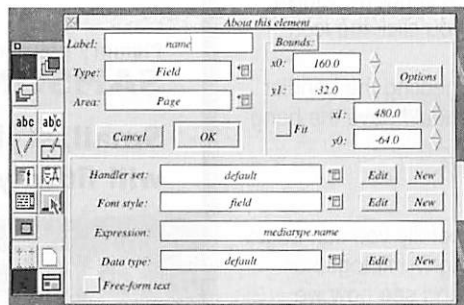 About this element
Label: name
Type: Field
Area: Page
Cancel OK
Bounds:
x0: 160.0
y1: -32.0
Options
x1: 480.0
Fit
y0: -64.0
abc abc
Handler set: default Edit New
Font style: field Edit New
Expression: mediatype.name
Data type: default Edit New
Free-form text